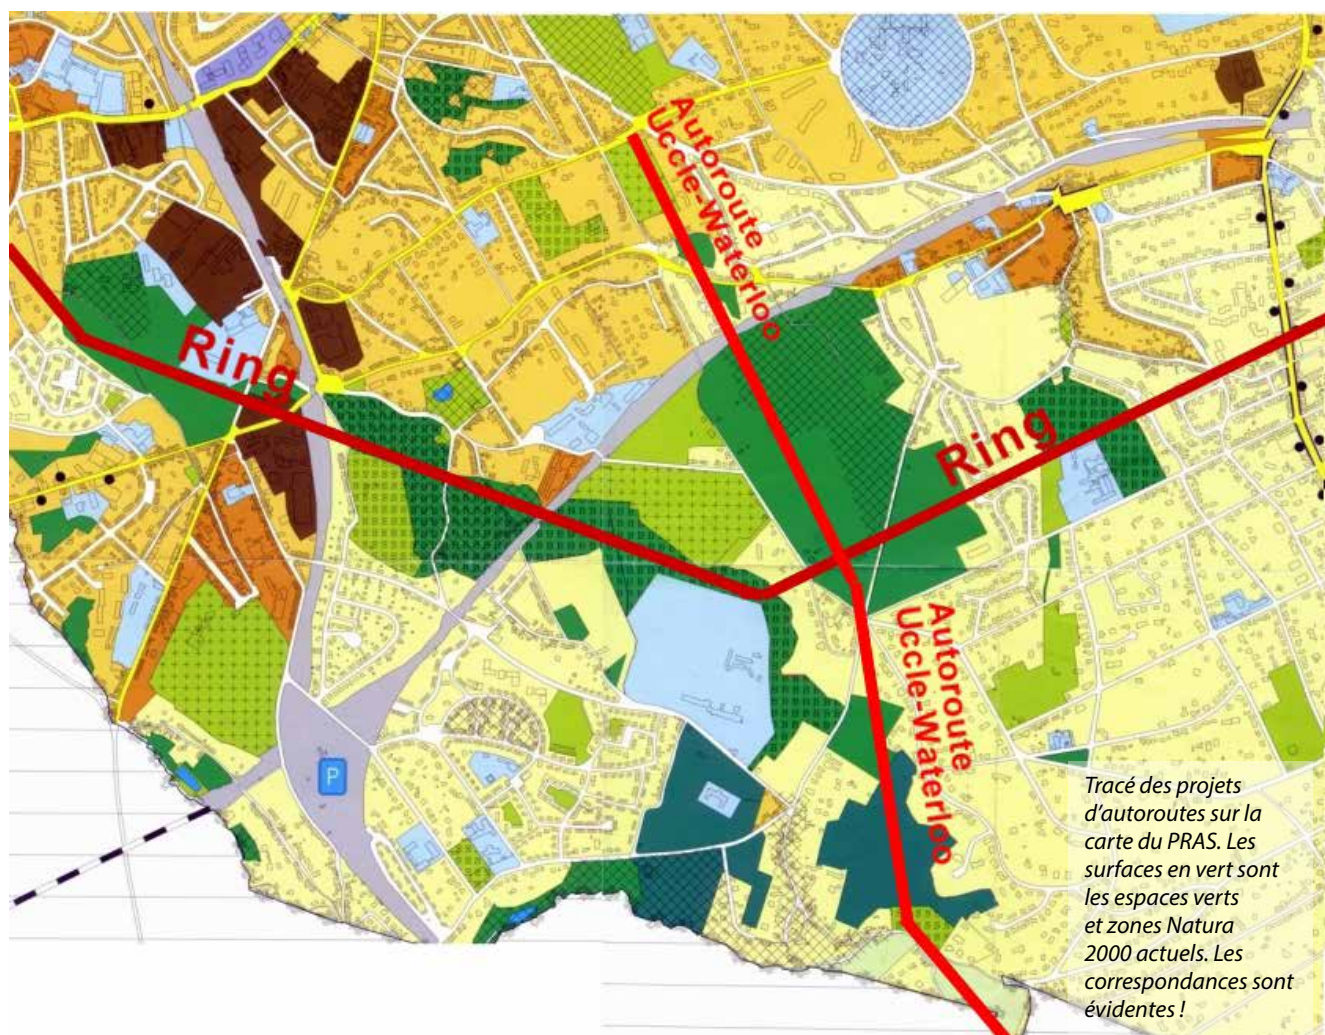 Autoroute
Uccle-Waterloo
Ring
Ring
Autoroute
Uccle-Waterloo
P
Tracé des projets
d'autoroutes sur la
carte du PRAS. Les
surfaces en vert sont
les espaces verts
et zones Natura
2000 actuels. Les
correspondances sont
évidentes !